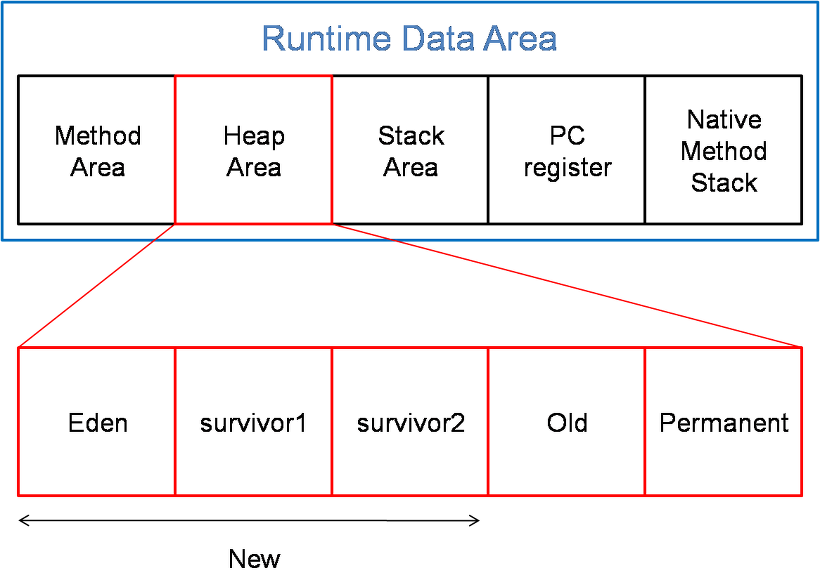 Runtime Data Area
Method
Area
Heap
Area
Stack
Area
PC
register
Native
Method
Stack
Eden
survivor1
survivor2
Old
Permanent
New